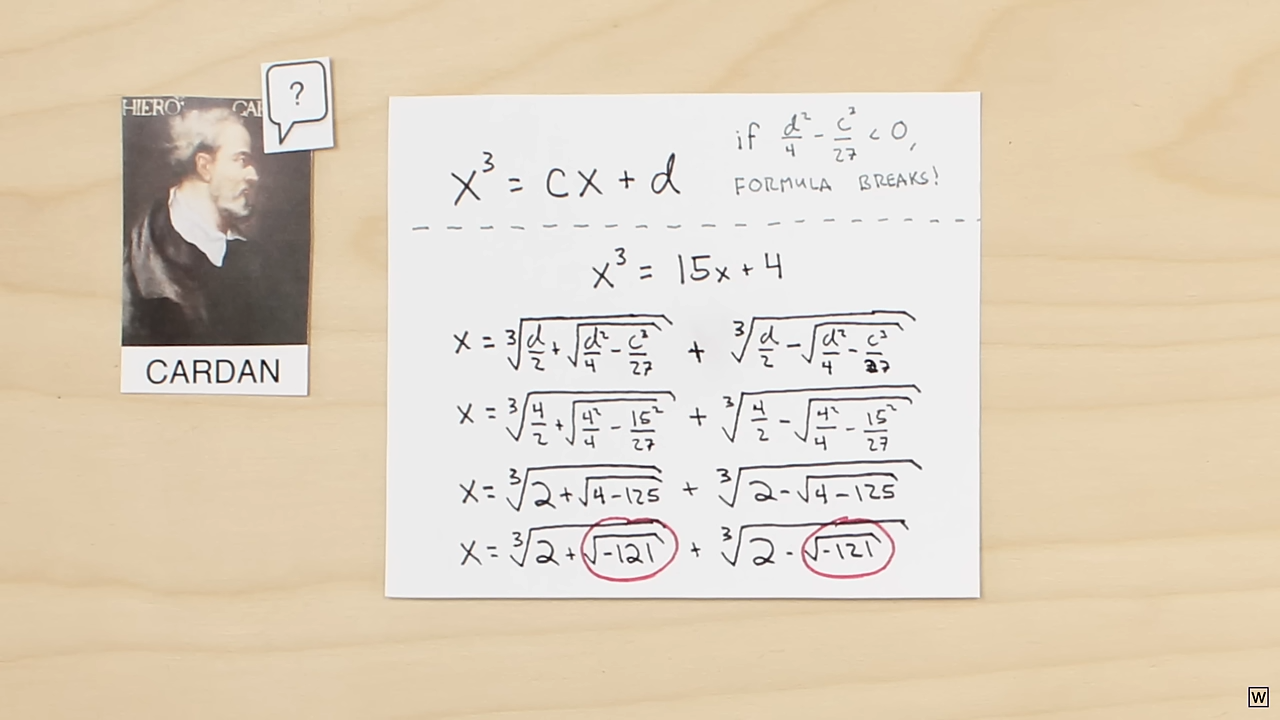 HIERO CAR
?
CARDAN
x³ = cx + d
if d²/4 - c³/27 < 0,
FORMULA BREAKS!
x³ = 15x + 4
x = ∛(d/2 + √(d²/4 - c³/27)) + ∛(d/2 - √(d²/4 - c³/27))
x = ∛(4/2 + √(4²/4 - 15²/27)) + ∛(4/2 - √(4²/4 - 15²/27))
x = ∛(2 + √(4-125)) + ∛(2 - √(4-125))
x = ∛(2 + √(-121)) + ∛(2 - √(-121))
W